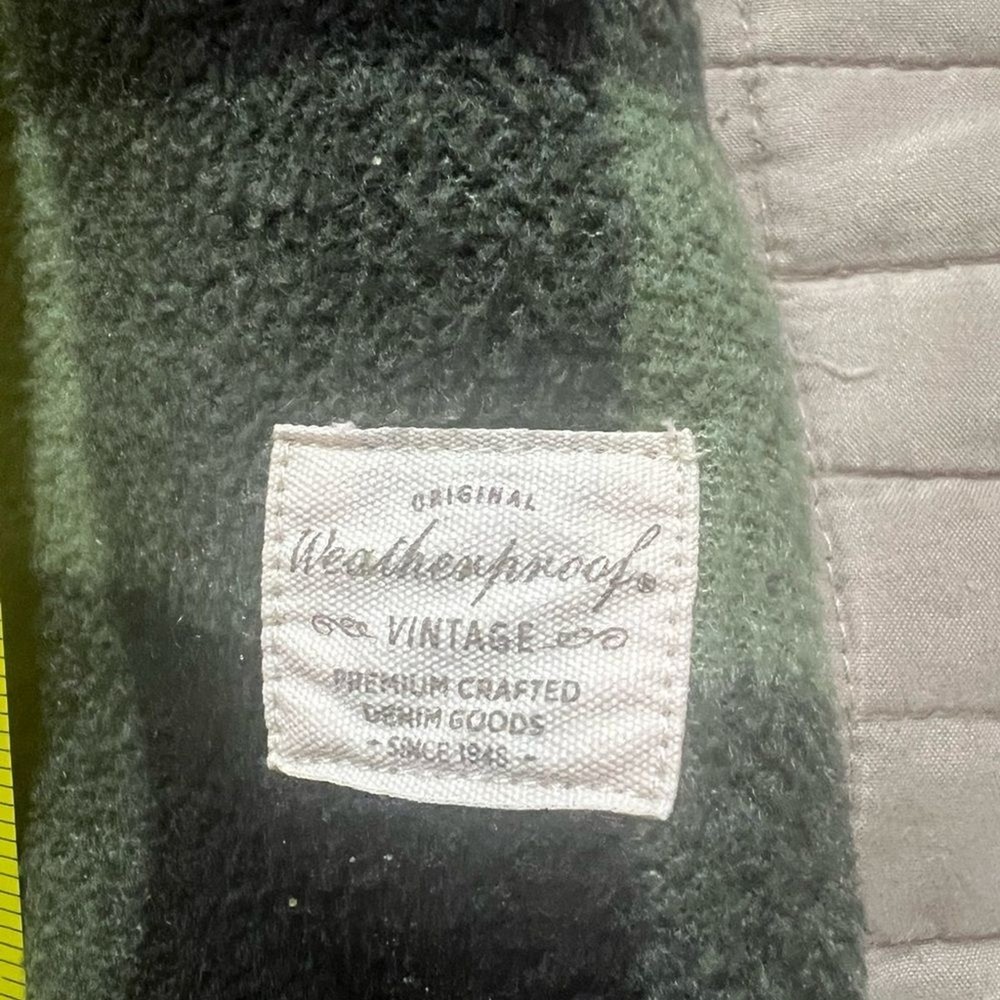 ORIGINAL
Weatherproof®
VINTAGE
PREMIUM CRAFTED
DENIM GOODS
- SINCE 1948 -